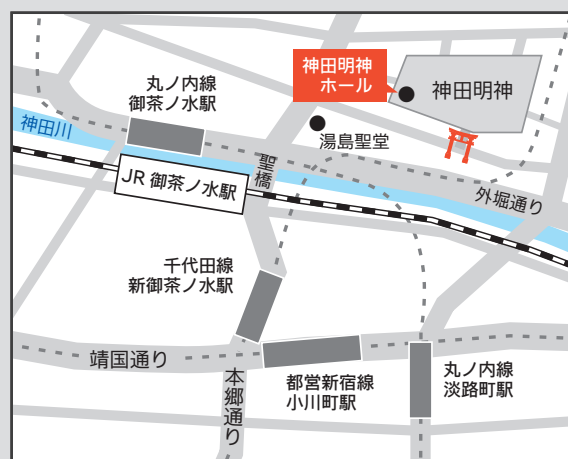 丸ノ内線
御茶ノ水駅
神田明神
ホール
神田明神
神田川
湯島聖堂
聖橋
JR 御茶ノ水駅
外堀通り
千代田線
新御茶ノ水駅
靖国通り
本郷通り
都営新宿線
小川町駅
丸ノ内線
淡路町駅